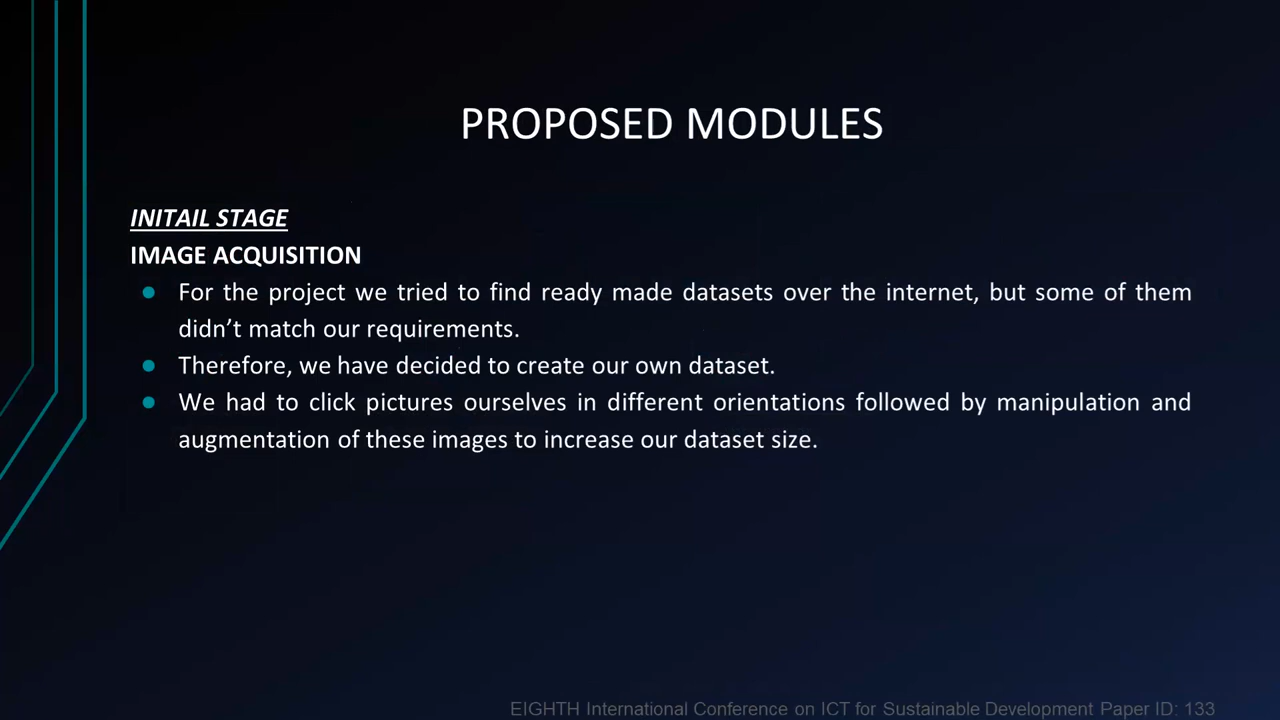 PROPOSED MODULES
INITAIL STAGE
IMAGE ACQUISITION
● For the project we tried to find ready made datasets over the internet, but some of them
didn’t match our requirements.
● Therefore, we have decided to create our own dataset.
● We had to click pictures ourselves in different orientations followed by manipulation and
augmentation of these images to increase our dataset size.
EIGHTH International Conference on ICT for Sustainable Development Paper ID: 133